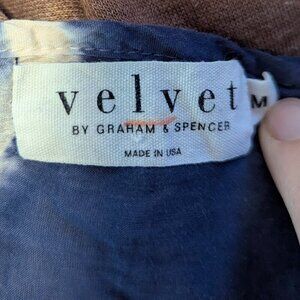 velvet
BY GRAHAM & SPENCER
MADE IN USA
M